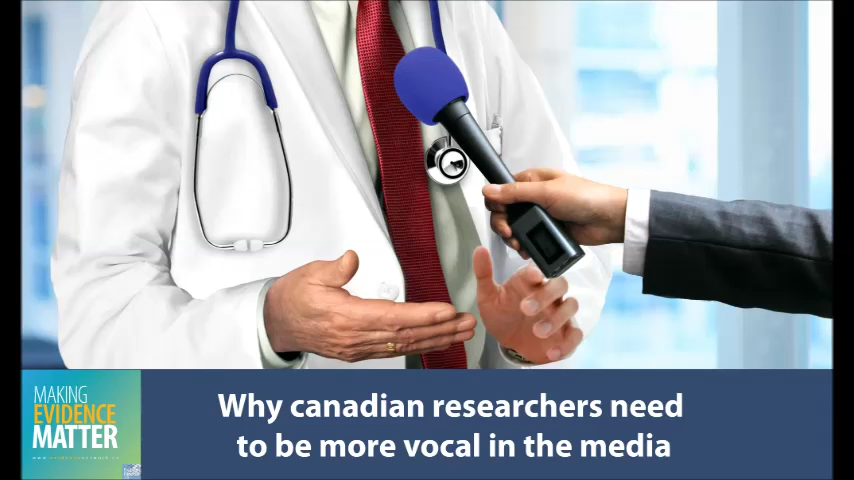 MAKING
EVIDENCE
MATTER
Why canadian researchers need
to be more vocal in the media